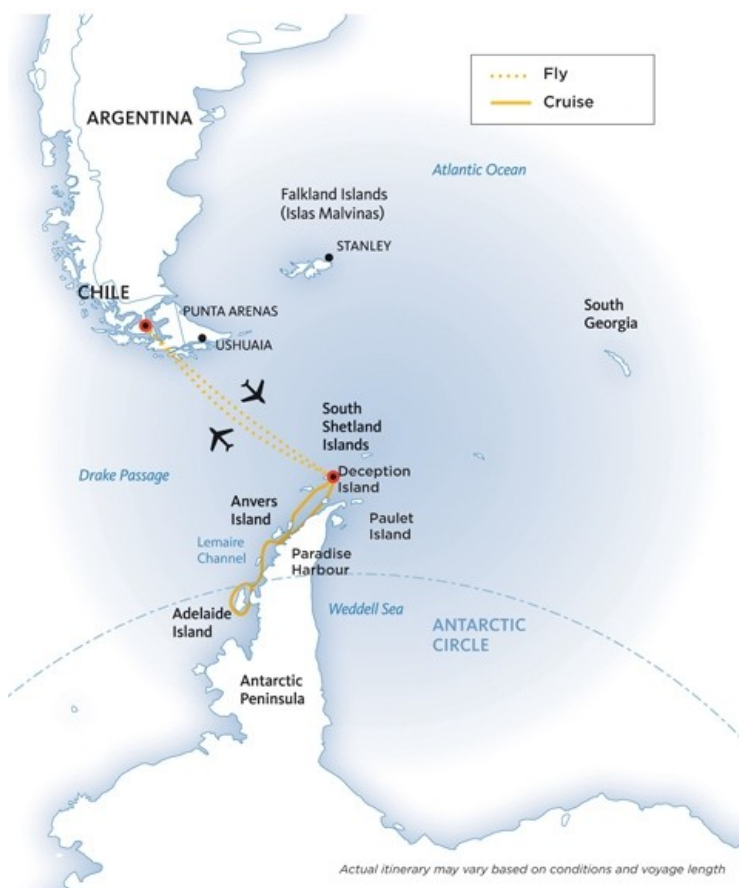 Fly
Cruise
ARGENTINA
Atlantic Ocean
Falkland Islands
(Islas Malvinas)
STANLEY
CHILE
PUNTA ARENAS
USHUAIA
South
Georgia
South
Shetland
Islands
Drake Passage
Deception
Island
Anvers
Island
Paulet
Island
Lemaire
Channel
Paradise
Harbour
Adelaide
Island
Weddell Sea
ANTARCTIC
CIRCLE
Antarctic
Peninsula
Actual itinerary may vary based on conditions and voyage length